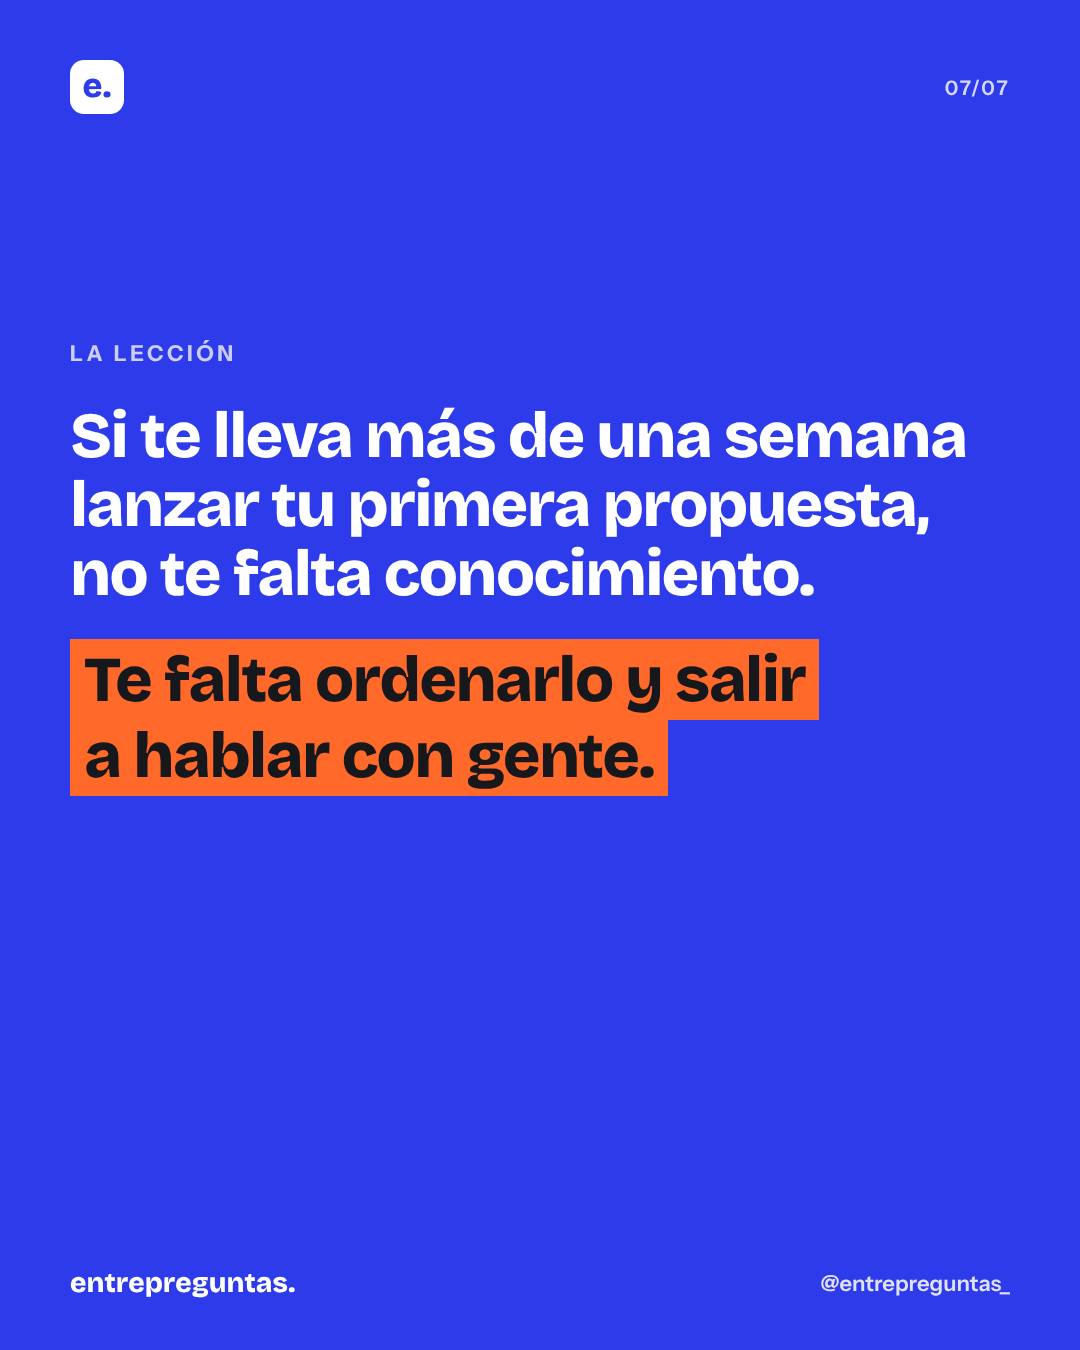 e.
07/07
LA LECCIÓN
Si te lleva más de una semana
lanzar tu primera propuesta,
no te falta conocimiento.
Te falta ordenarlo y salir
a hablar con gente.
entrepreguntas.
@entrepreguntas_